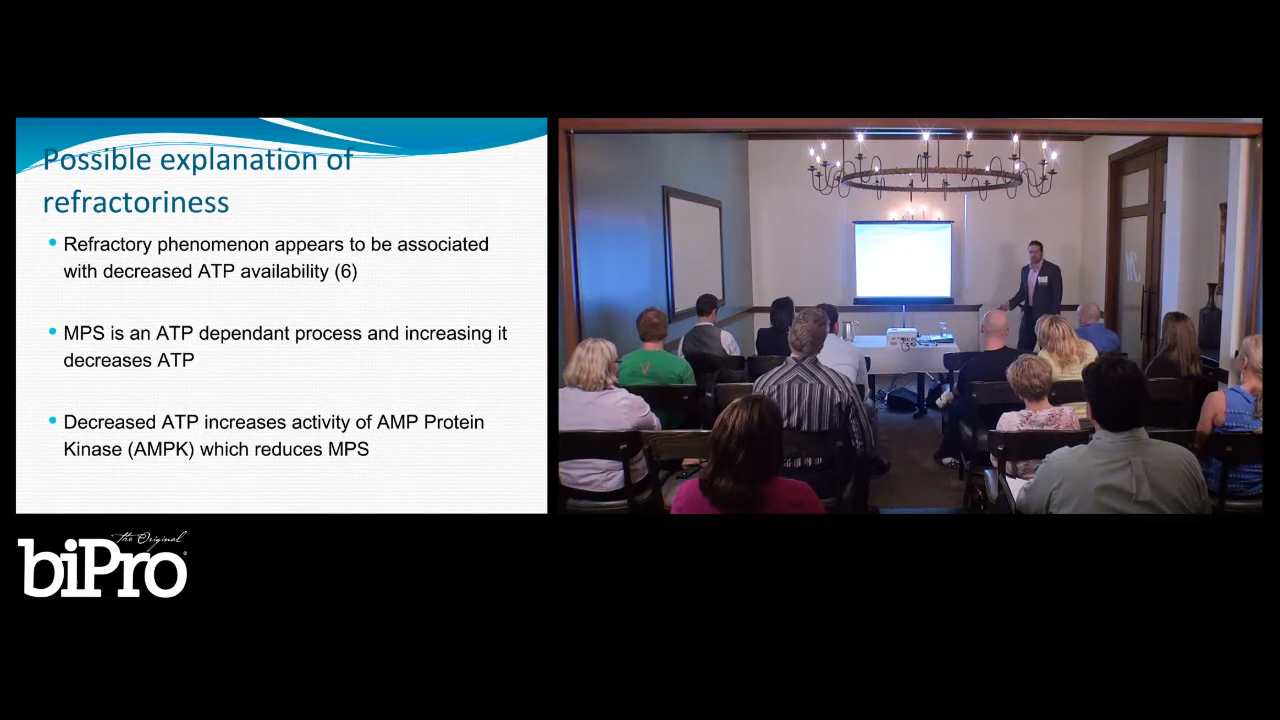 Possible explanation of
refractoriness
• Refractory phenomenon appears to be associated
with decreased ATP availability (6)
• MPS is an ATP dependant process and increasing it
decreases ATP
• Decreased ATP increases activity of AMP Protein
Kinase (AMPK) which reduces MPS
the Original
biPro